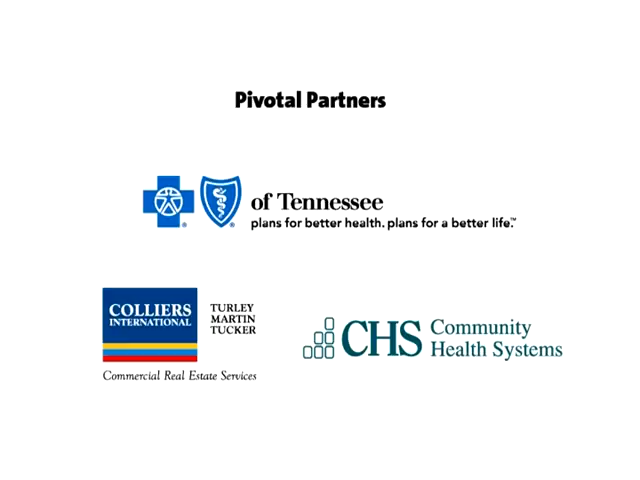 Pivotal Partners
® ® of Tennessee
plans for better health. plans for a better life.™
COLLIERS
INTERNATIONAL
TURLEY
MARTIN
TUCKER
Commercial Real Estate Services
CHS Community
Health Systems